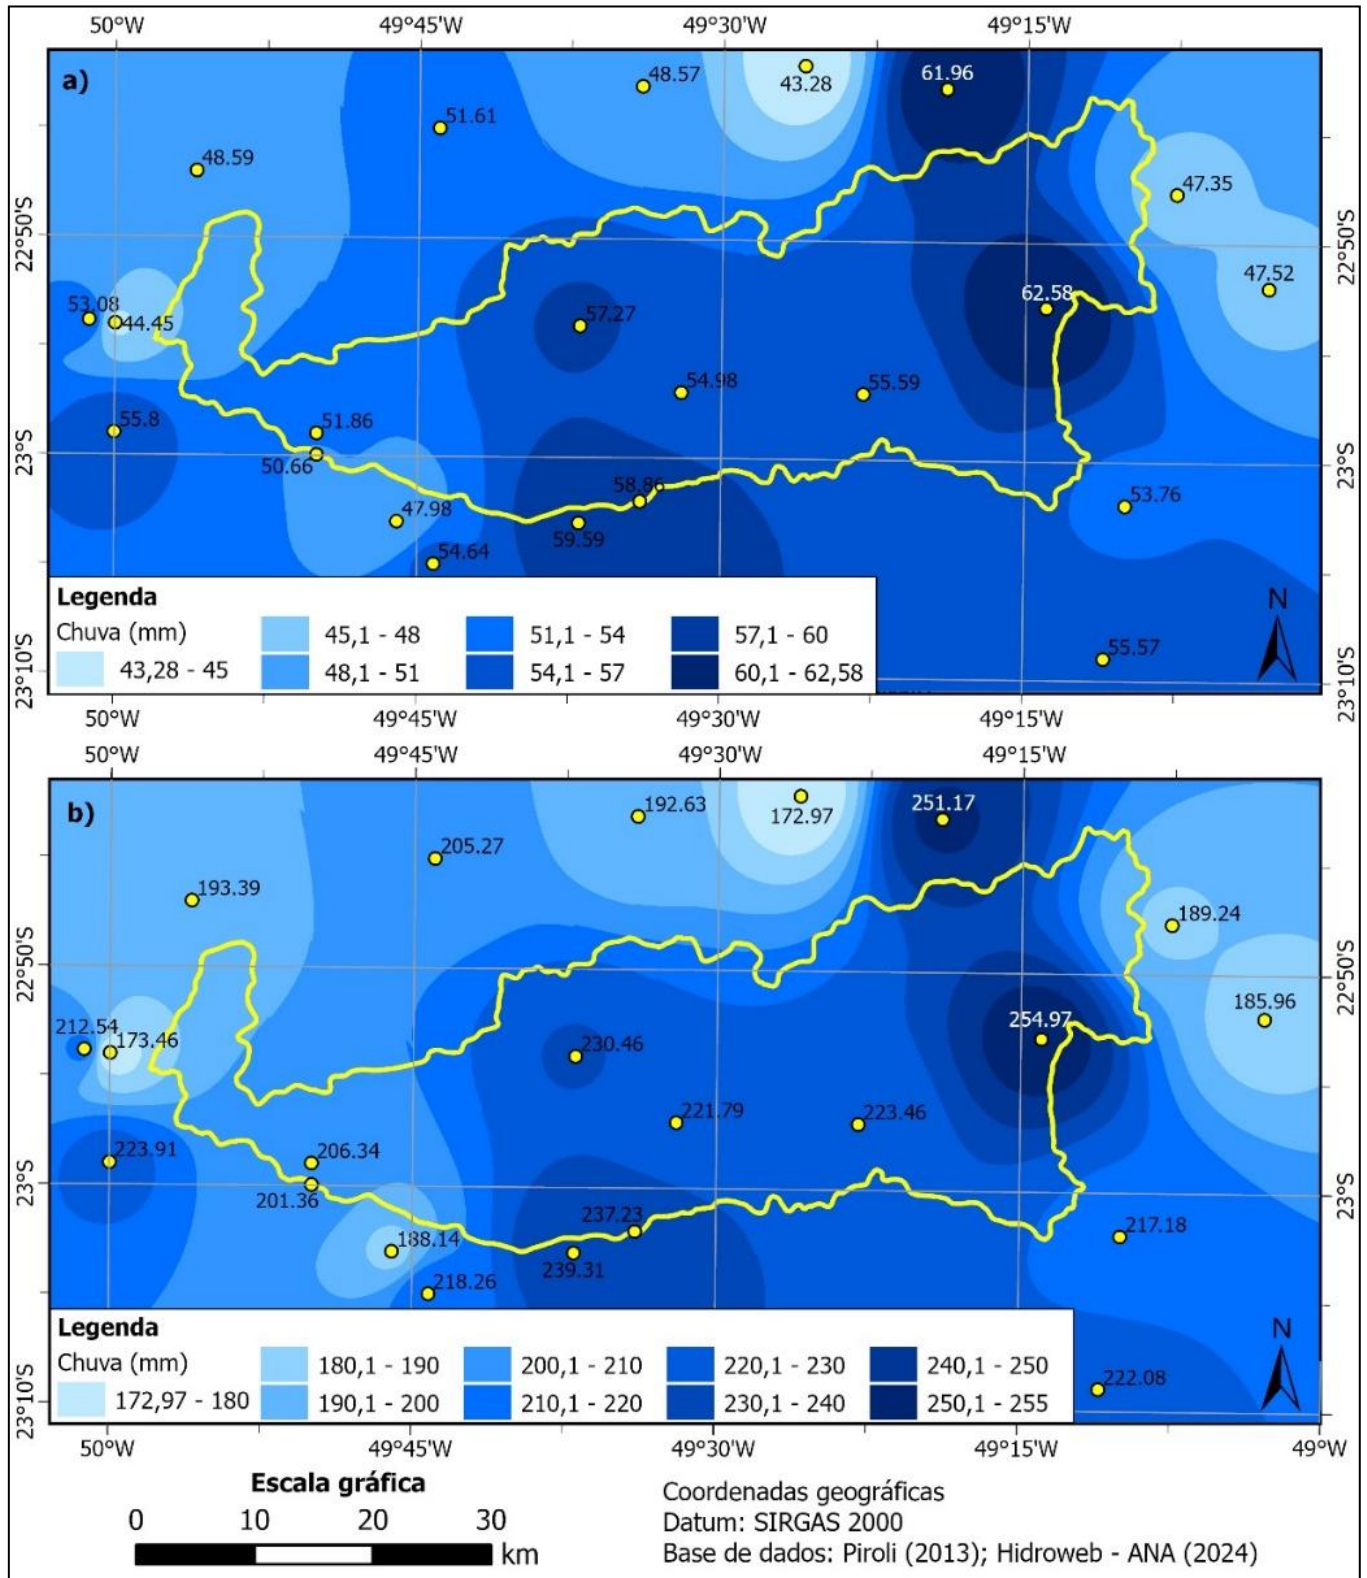 50°W 49°45'W 49°30'W 49°15'W
a)
48.57
43.28
61.96
51.61
48.59
47.35
22°50'S
22°50'S
47.52
53.08
44.45
62.58
57.27
54.98
55.59
55.8
51.86
23°S
50.66
23°S
58.86
53.76
47.98
59.59
54.64
Legenda
Chuva (mm)
43,28 - 45
45,1 - 48
48,1 - 51
51,1 - 54
54,1 - 57
57,1 - 60
60,1 - 62,58
N
55.57
23°10'S
23°10'S
50°W 49°45'W 49°30'W 49°15'W
50°W 49°45'W 49°30'W 49°15'W
b)
192.63
172.97
251.17
205.27
193.39
189.24
22°50'S
22°50'S
185.96
212.54
173.46
254.97
230.46
221.79
223.46
223.91
206.34
23°S
201.36
23°S
237.23
217.18
188.14
239.31
218.26
Legenda
Chuva (mm)
172,97 - 180
180,1 - 190
190,1 - 200
200,1 - 210
210,1 - 220
220,1 - 230
230,1 - 240
240,1 - 250
250,1 - 255
N
222.08
23°10'S
23°10'S
50°W 49°45'W 49°30'W 49°15'W 49°W
Escala gráfica
0 10 20 30
km
Coordenadas geográficas
Datum: SIRGAS 2000
Base de dados: Piroli (2013); Hidroweb - ANA (2024)